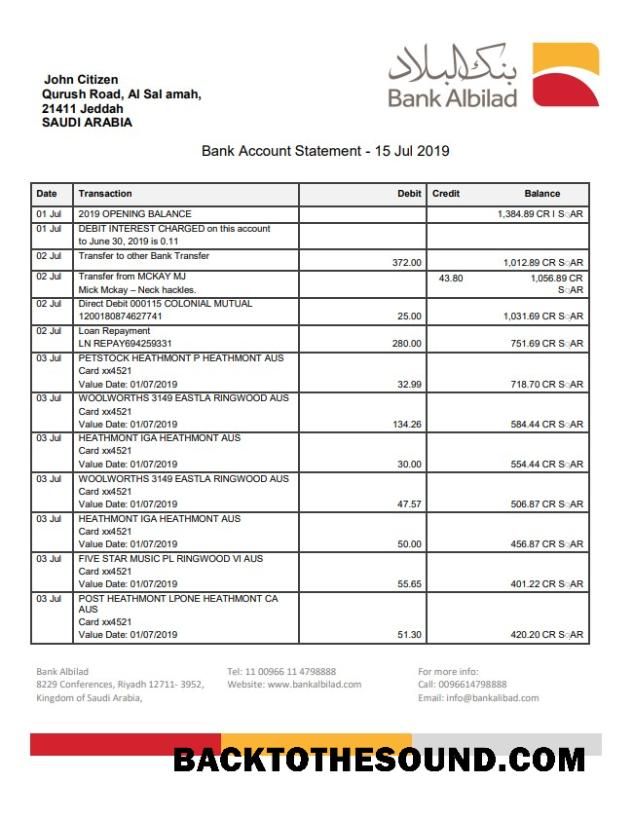 John Citizen
Qurush Road, Al Sal amah,
21411 Jeddah
SAUDI ARABIA
بنك البلاد
Bank Albilad
Bank Account Statement - 15 Jul 2019
Date Transaction Debit Credit Balance
01 Jul 2019 OPENING BALANCE 1,384.89 CR I SAR
01 Jul DEBIT INTEREST CHARGED on this account
to June 30, 2019 is 0.11
02 Jul Transfer to other Bank Transfer
372.00 1,012.89 CR SAR
02 Jul Transfer from MCKAY MJ 43.80 1,056.89 CR
Mick Mckay – Neck hackles. SAR
02 Jul Direct Debit 000115 COLONIAL MUTUAL
1200180874627741 25.00 1,031.69 CR SAR
02 Jul Loan Repayment
LN REPAY694259331 280.00 751.69 CR SAR
03 Jul PETSTOCK HEATHMONT P HEATHMONT AUS
Card xx4521
Value Date: 01/07/2019 32.99 718.70 CR SAR
03 Jul WOOLWORTHS 3149 EASTLA RINGWOOD AUS
Card xx4521
Value Date: 01/07/2019 134.26 584.44 CR SAR
03 Jul HEATHMONT IGA HEATHMONT AUS
Card xx4521
Value Date: 01/07/2019 30.00 554.44 CR SAR
03 Jul WOOLWORTHS 3149 EASTLA RINGWOOD AUS
Card xx4521
Value Date: 01/07/2019 47.57 506.87 CR SAR
03 Jul HEATHMONT IGA HEATHMONT AUS
Card xx4521
Value Date: 01/07/2019 50.00 456.87 CR SAR
03 Jul FIVE STAR MUSIC PL RINGWOOD VI AUS
Card xx4521
Value Date: 01/07/2019 55.65 401.22 CR SAR
03 Jul POST HEATHMONT LPONE HEATHMONT CA
AUS
Card xx4521
Value Date: 01/07/2019 51.30 420.20 CR SAR
Bank Albilad Tel: 11 00966 11 4798888 For more info:
8229 Conferences, Riyadh 12711- 3952, Website: www.bankalbilad.com Call: 0096614798888
Kingdom of Saudi Arabia, Email: info@bankalibad.com
BACKTOTHESOUND.COM